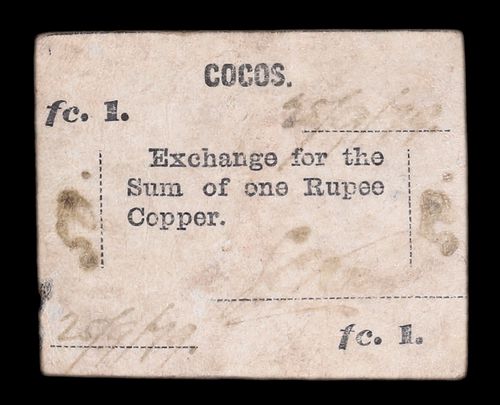 COCOS.
fc. 1.
Exchange for the
Sum of one Rupee
Copper.
fc. 1.